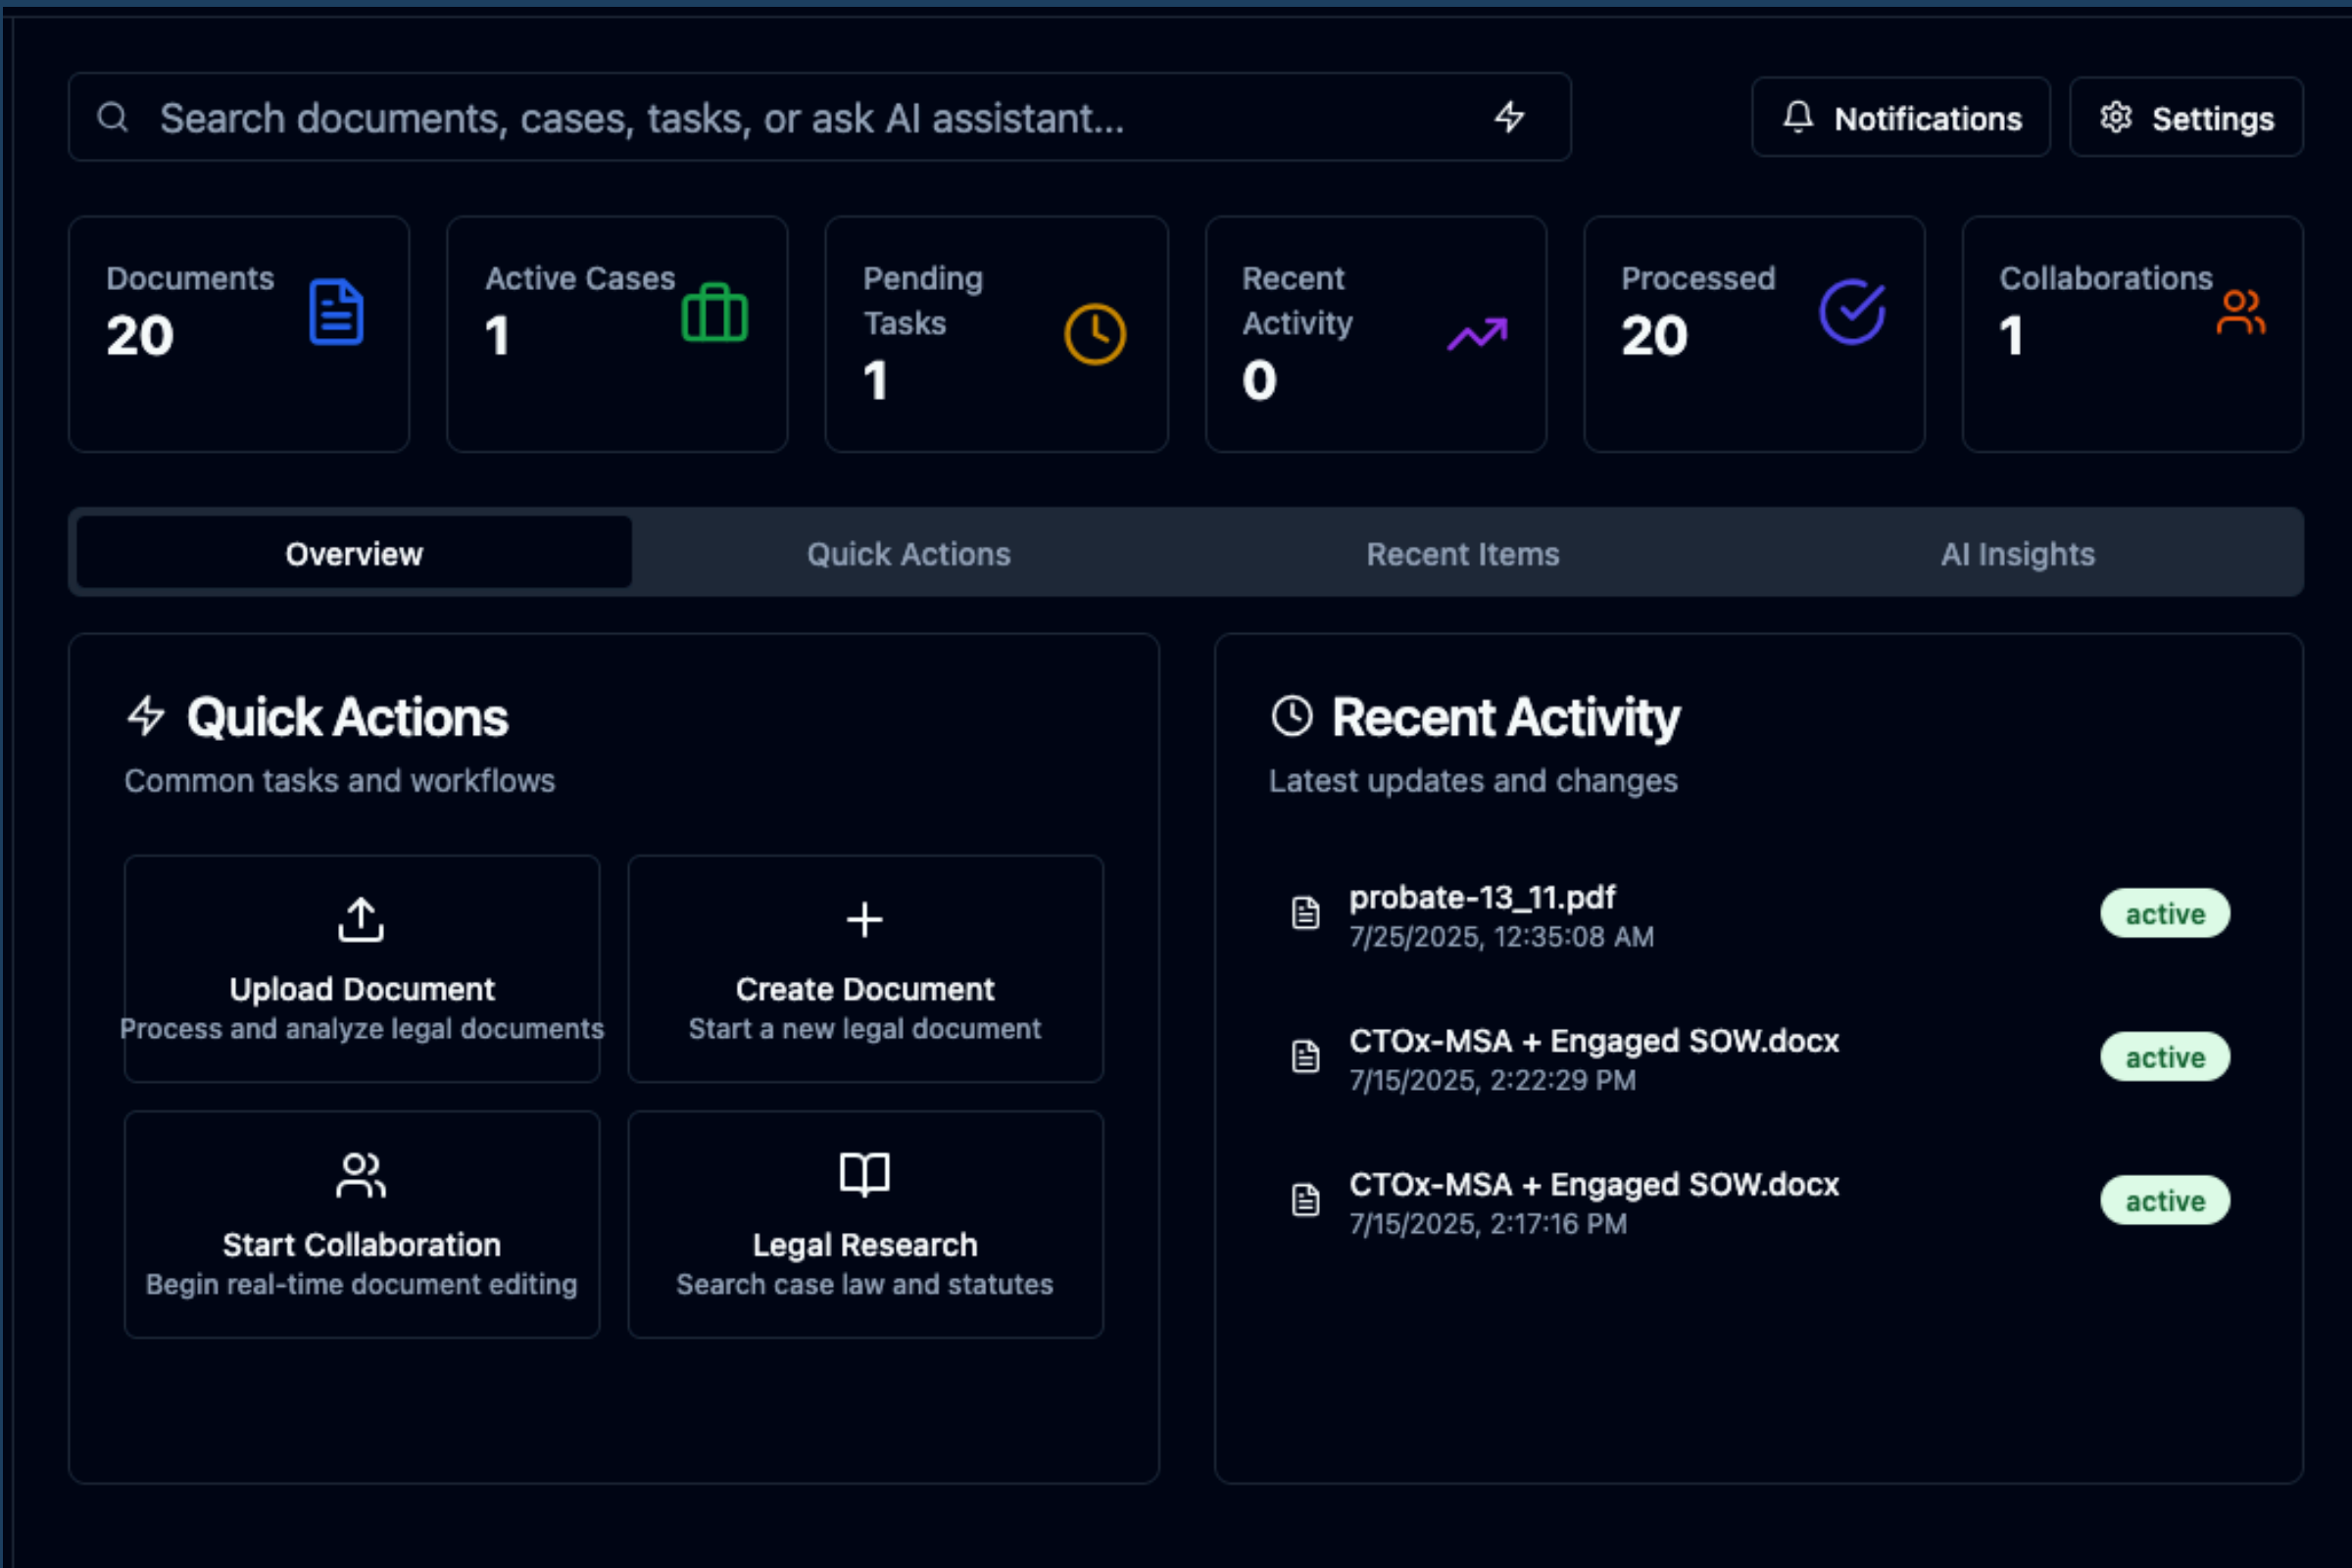 Search documents, cases, tasks, or ask AI assistant...
Notifications
Settings
Documents
20
Active Cases
1
Pending
Tasks
1
Recent
Activity
0
Processed
20
Collaborations
1
Overview
Quick Actions
Recent Items
AI Insights
Quick Actions
Common tasks and workflows
Upload Document
Process and analyze legal documents
Create Document
Start a new legal document
Start Collaboration
Begin real-time document editing
Legal Research
Search case law and statutes
Recent Activity
Latest updates and changes
probate-13_11.pdf
7/25/2025, 12:35:08 AM
active
CTOx-MSA + Engaged SOW.docx
7/15/2025, 2:22:29 PM
active
CTOx-MSA + Engaged SOW.docx
7/15/2025, 2:17:16 PM
active